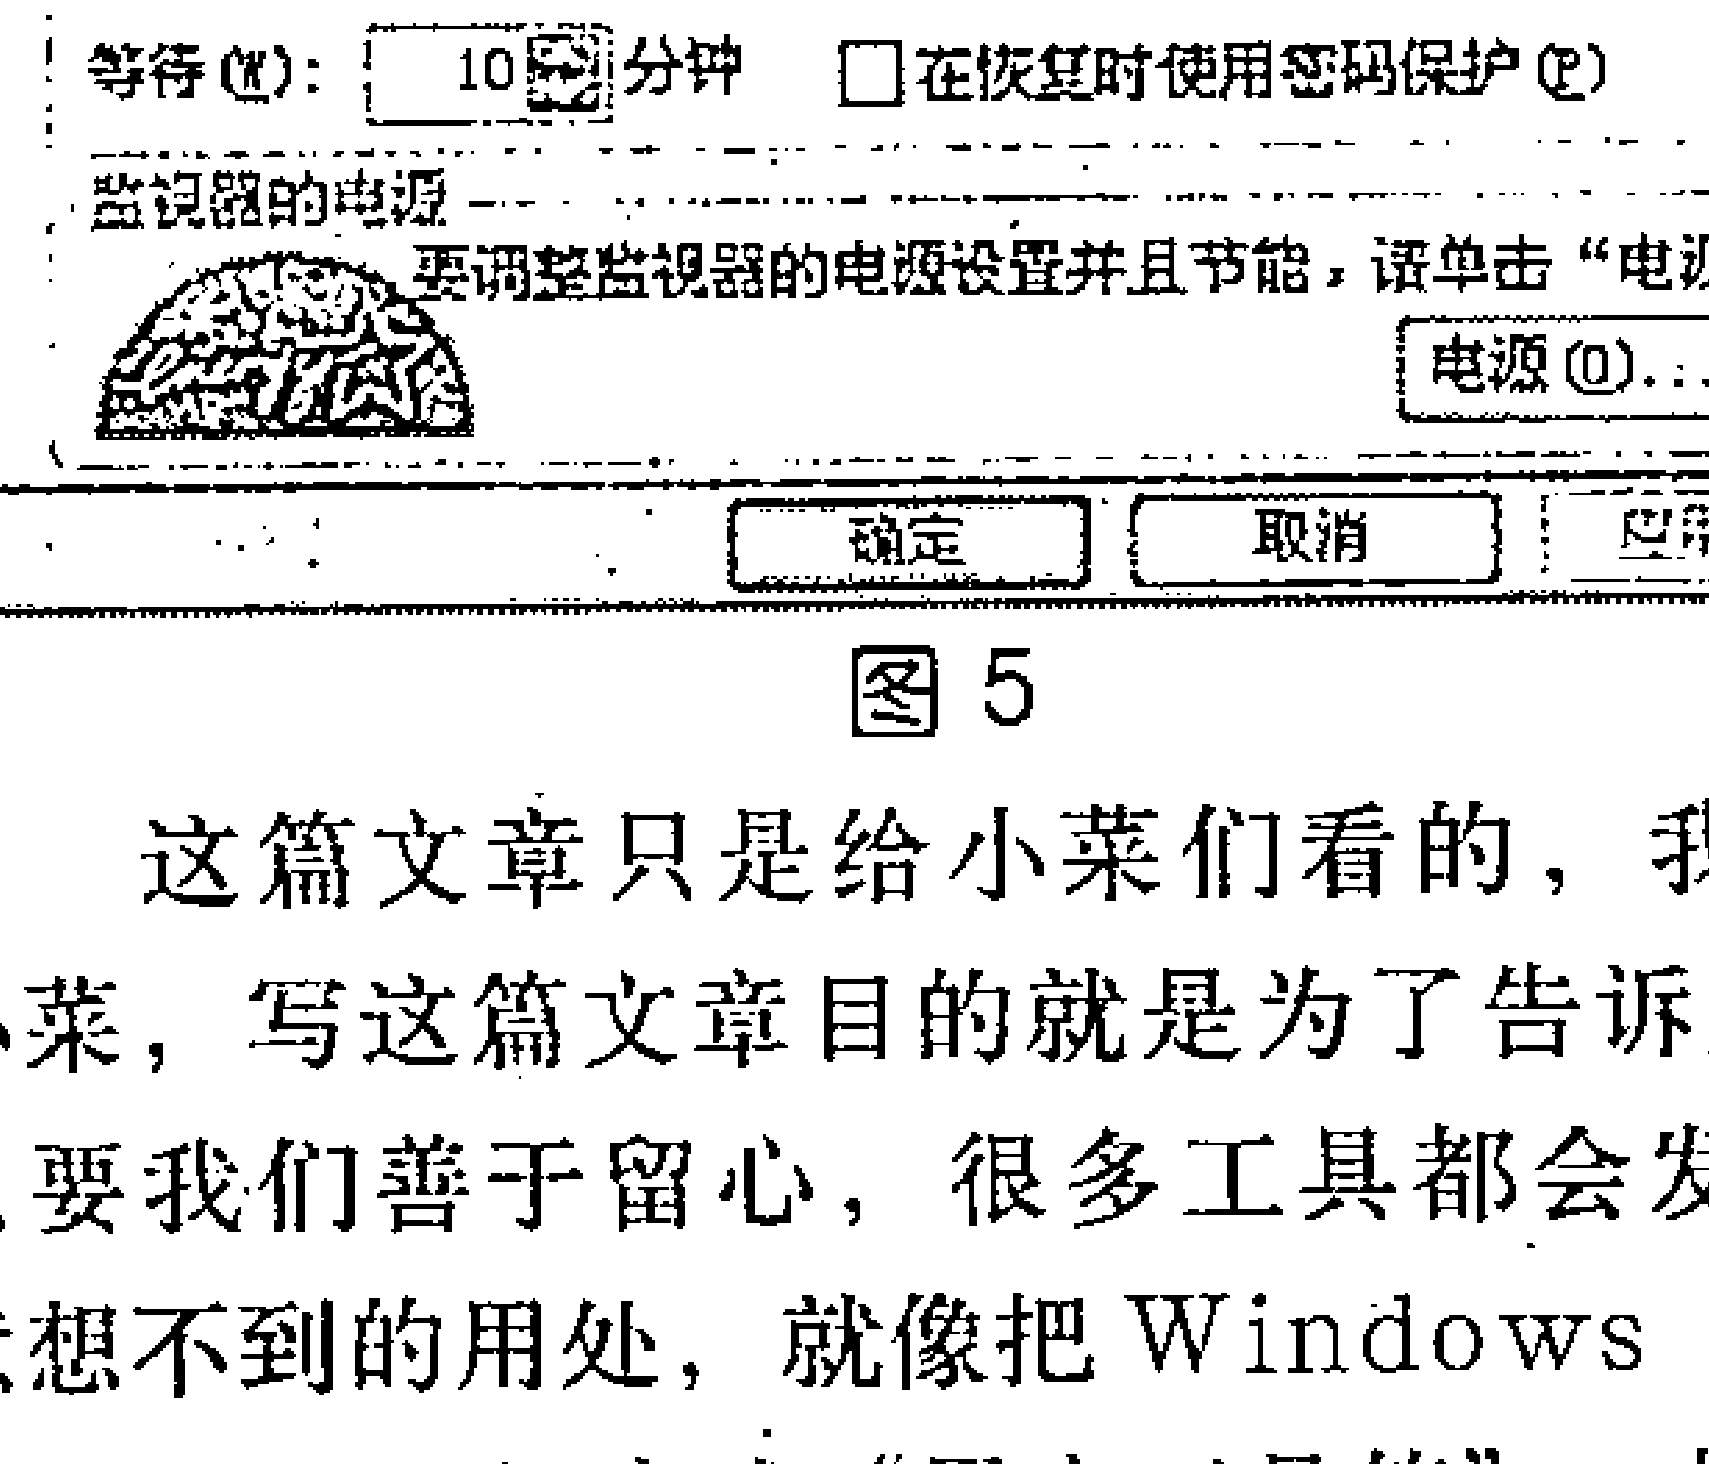 等待(W): 10 分钟 在恢复时使用密码保护(P)
监视器的电源
要调整监视器的电源设置并且节能，请单击“电源
电源(O)...
确定 取消 应用
图 5
这篇文章只是给小菜们看的，我
小菜，写这篇文章目的就是为了告诉
要我们善于留心，很多工具都会发
想不到的用处，就像把 Windows